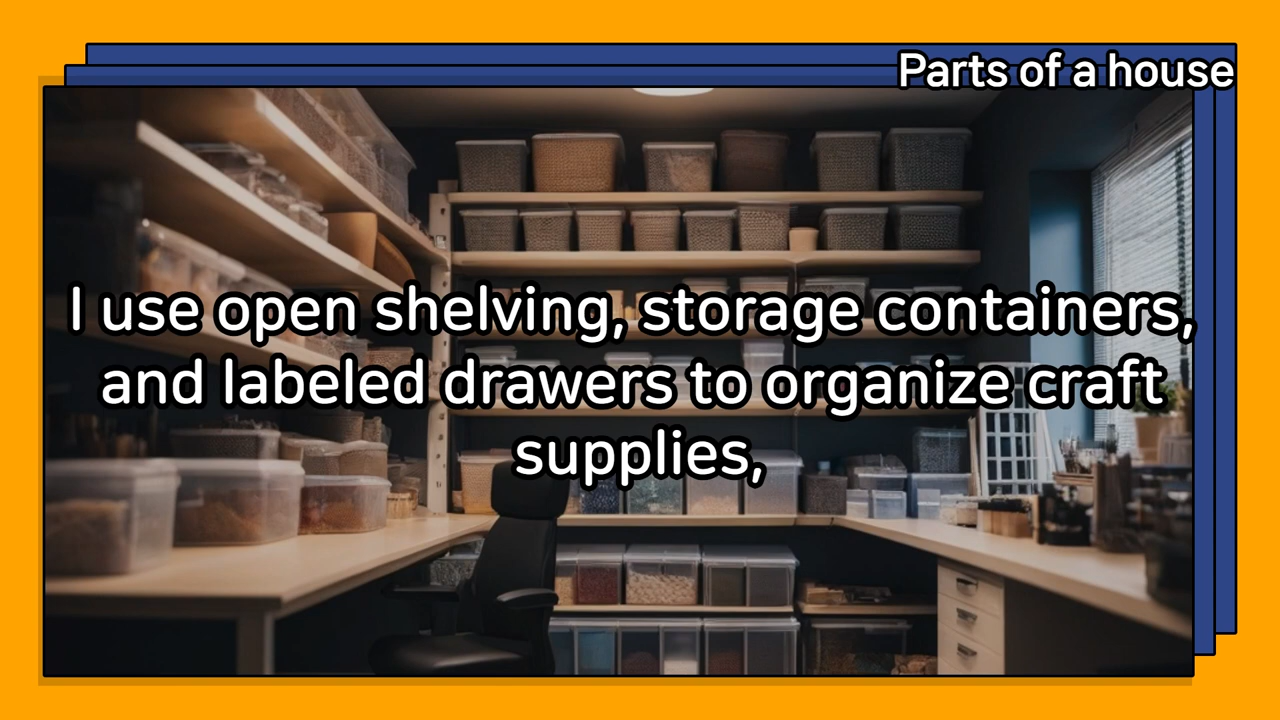 Parts of a house
I use open shelving, storage containers,
and labeled drawers to organize craft
supplies,